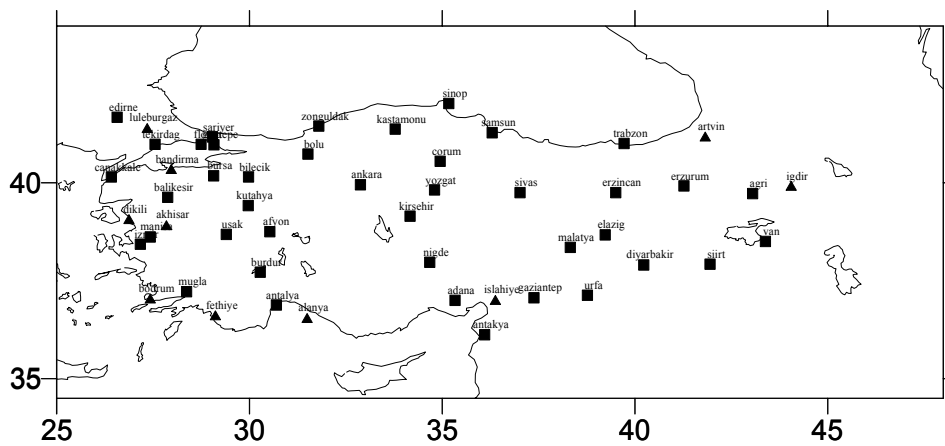 edirne
luleburgaz
tekirdag
sariver
zonguldak
kastamonu
sinop
samsun
trabzon
artvin
bolu
corum
40
canakkale
bandirma
bursa
bilecik
ankara
yozgat
sivas
erzincan
erzurum
agri
igdir
balikesir
kutahya
kirsehir
dikili
akhisar
usak
afyon
elazig
van
izmir
malatya
burdur
nigde
diyarbakir
siirt
bodrum
mugla
antalya
adana
islahiye
gaziantep
urfa
fethiye
alanya
antakya
35
25
30
35
40
45